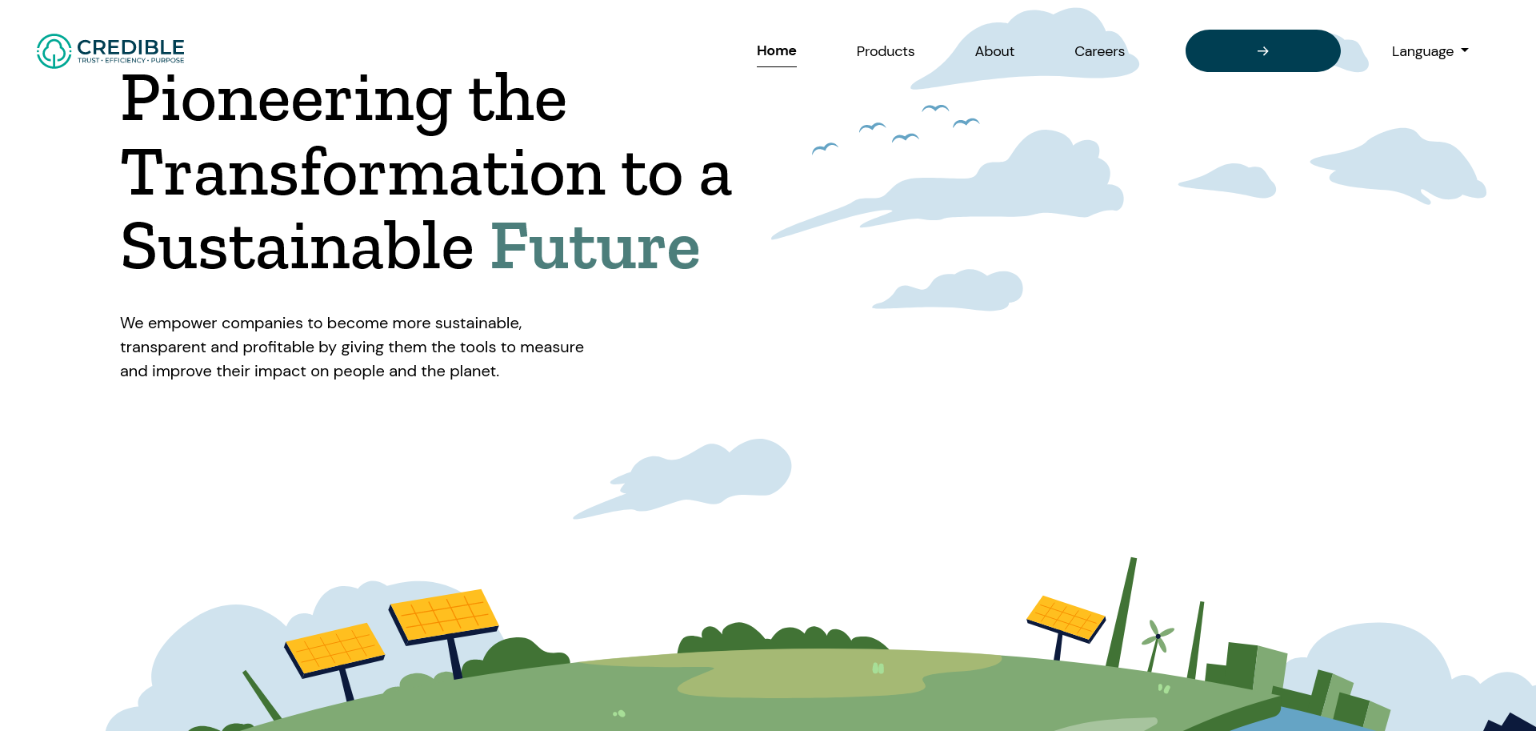 CREDIBLE
TRUST • EFFICIENCY • PURPOSE
Home
Products
About
Careers
Language
Pioneering the
Transformation to a
Sustainable Future
We empower companies to become more sustainable,
transparent and profitable by giving them the tools to measure
and improve their impact on people and the planet.